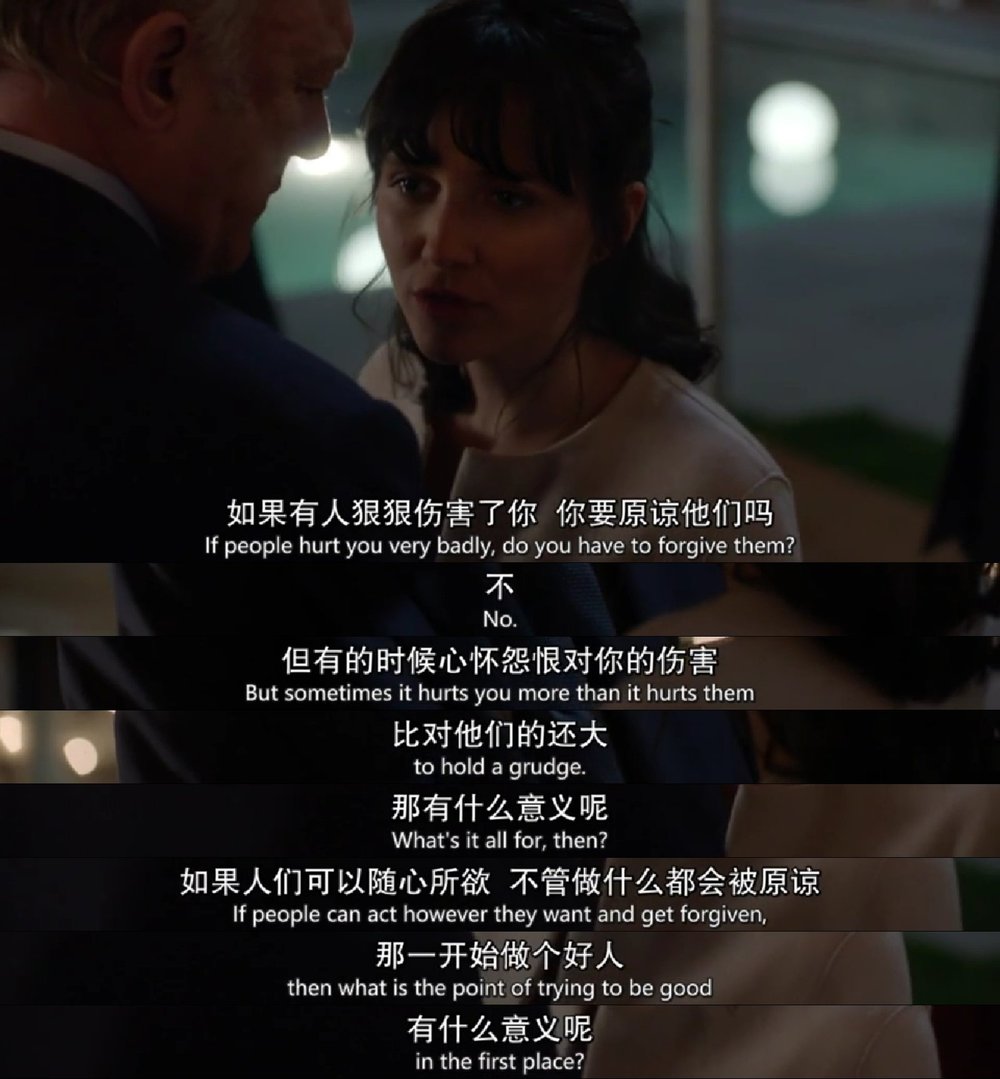 如果有人狠狠伤害了你 你要原谅他们吗
If people hurt you very badly, do you have to forgive them?
不
No.
但有的时候心怀怨恨对你的伤害
But sometimes it hurts you more than it hurts them
比对他们的还大
to hold a grudge.
那有什么意义呢
What's it all for, then?
如果人们可以随心所欲 不管做什么都会被原谅
If people can act however they want and get forgiven,
那一开始做个好人
then what is the point of trying to be good
有什么意义呢
in the first place?